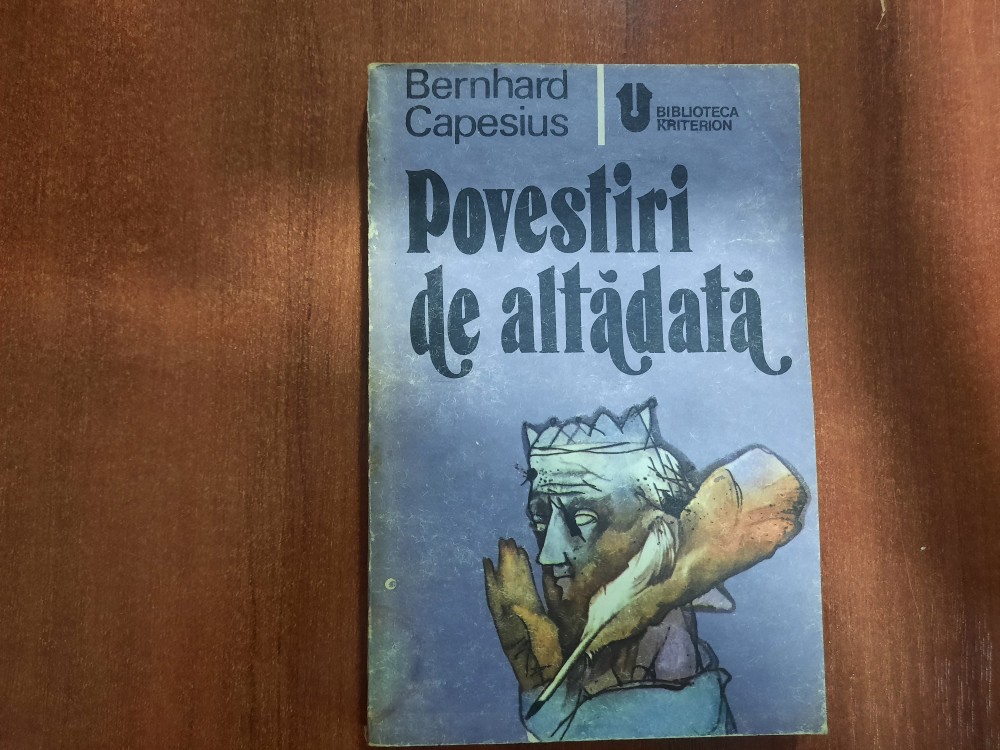 Bernhard
Capesius
BIBLIOTECA
KRITERION
Povestiri
de altădată